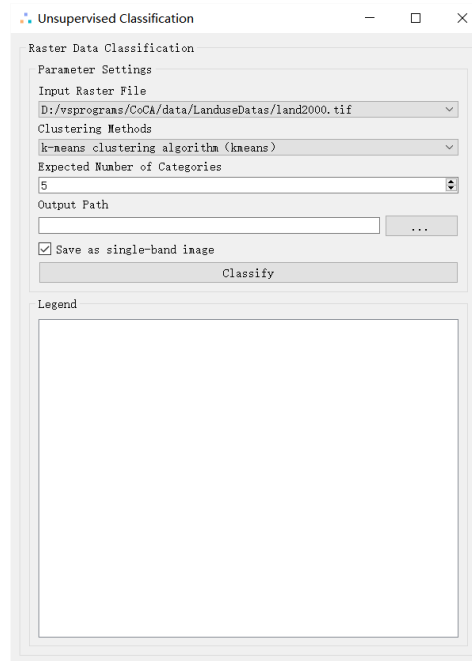 Unsupervised Classification
Raster Data Classification
Parameter Settings
Input Raster File
D:/vsprograms/CoCA/data/LanduseDatas/land2000.tif
Clustering Methods
k-means clustering algorithm（kmeans）
Expected Number of Categories
5
Output Path
...
Save as single-band image
Classify
Legend